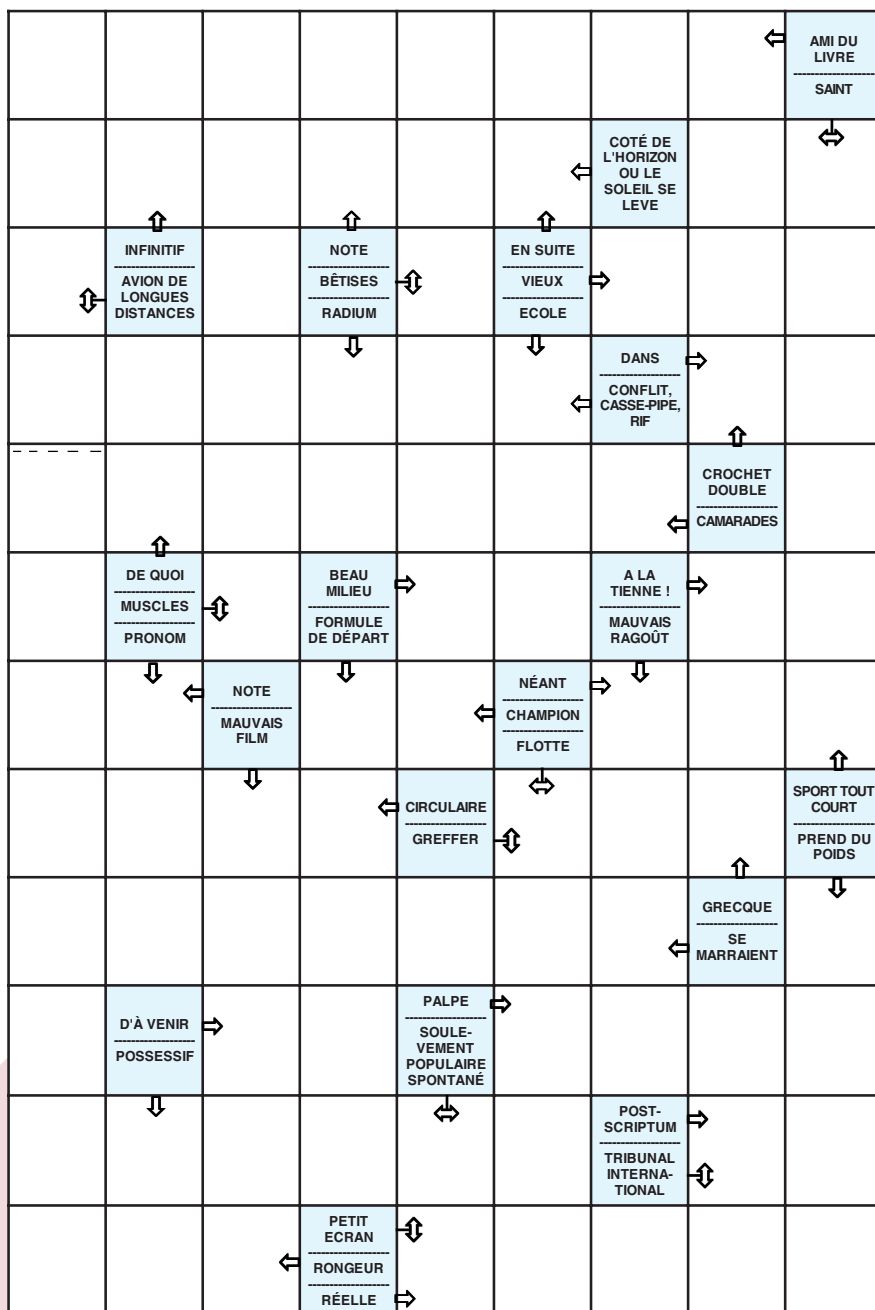 AMI DU
LIVRE
SAINT
COTÉ DE
L'HORIZON
OU LE
SOLEIL SE
LEVE
INFINITIF
AVION DE
LONGUES
DISTANCES
NOTE
BÊTISES
RADIUM
EN SUITE
VIEUX
ECOLE
DANS
CONFLIT,
CASSE-PIPE,
RIF
CROCHET
DOUBLE
CAMARADES
DE QUOI
MUSCLES
PRONOM
BEAU
MILIEU
FORMULE
DE DÉPART
A LA
TIENNE !
MAUVAIS
RAGOÛT
NOTE
MAUVAIS
FILM
NÉANT
CHAMPION
FLOTTE
CIRCULAIRE
GREFFER
SPORT TOUT
COURT
PREND DU
POIDS
GRECQUE
SE
MARRAIENT
D'À VENIR
POSSESSIF
PALPE
SOULE-
VEMENT
POPULAIRE
SPONTANÉ
POST-
SCRIPTUM
TRIBUNAL
INTERNA-
TIONAL
PETIT
ECRAN
RONGEUR
RÉELLE